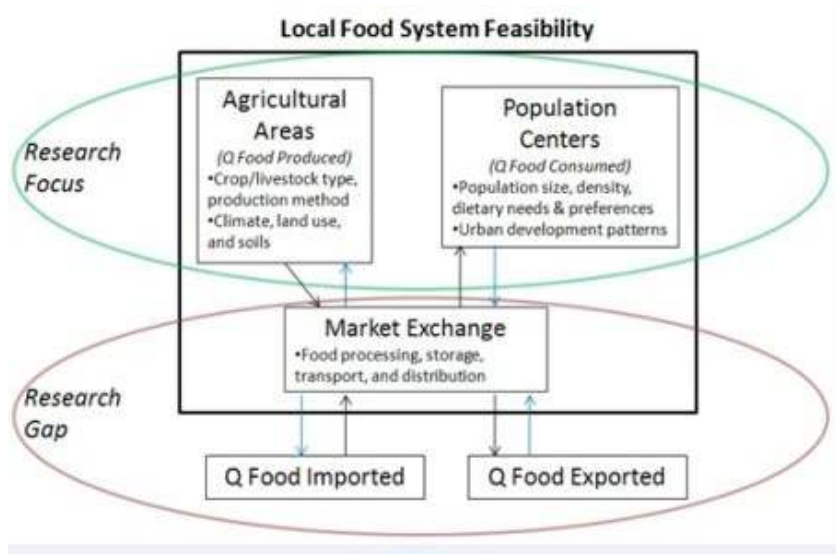 Local Food System Feasibility
Research
Focus
Agricultural
Areas
(Q Food Produced)
•Crop/livestock type,
production method
•Climate, land use,
and soils
Population
Centers
(Q Food Consumed)
•Population size, density,
dietary needs & preferences
•Urban development patterns
Market Exchange
•Food processing, storage,
transport, and distribution
Research
Gap
Q Food Imported
Q Food Exported